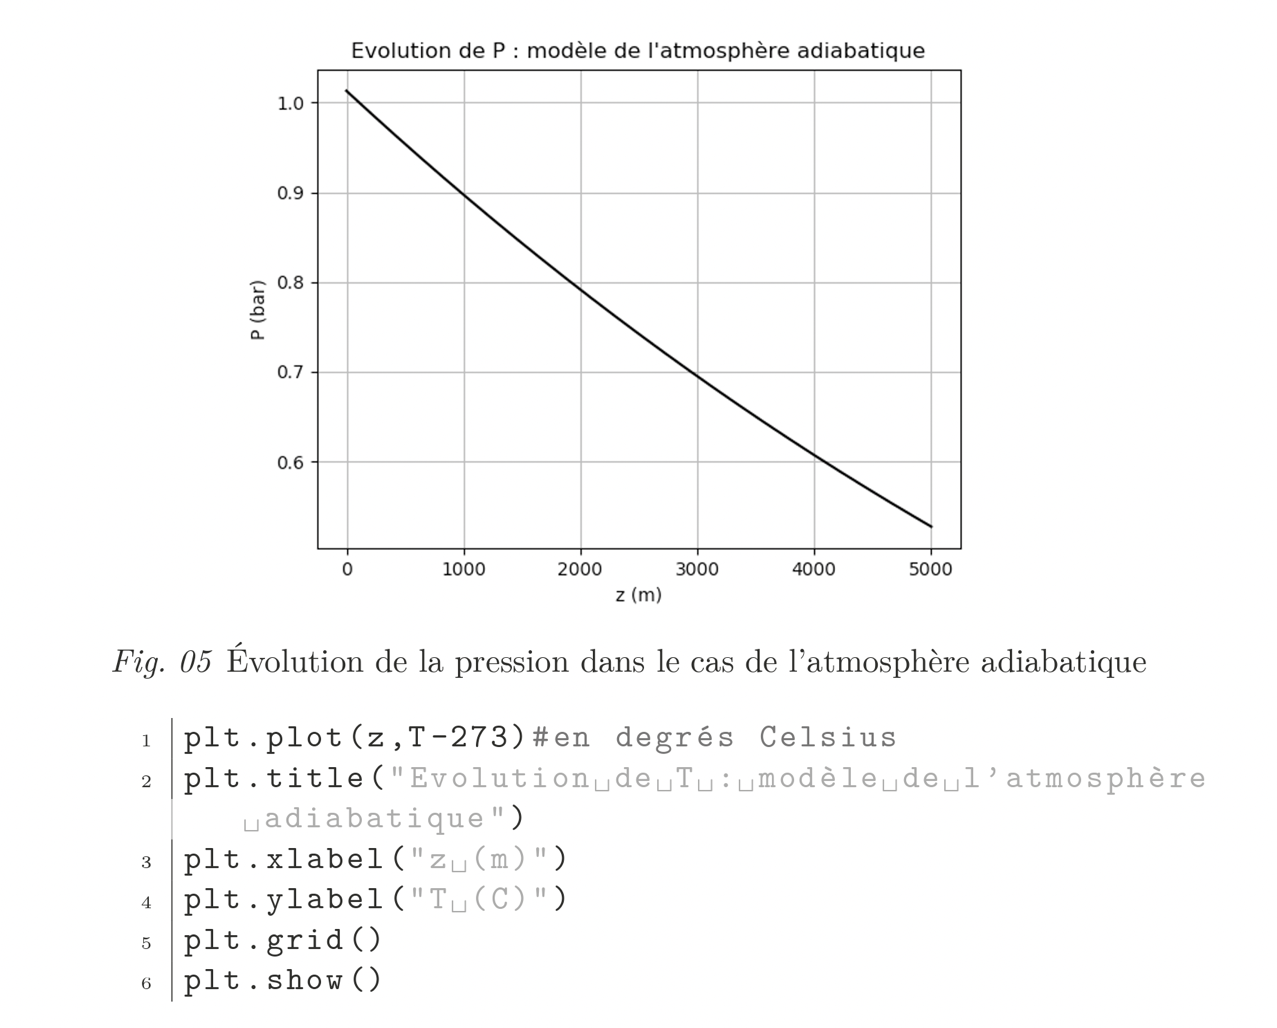 Evolution de P : modèle de l'atmosphère adiabatique
1.0
0.9
0.8
0.7
0.6
P (bar)
0 1000 2000 3000 4000 5000
z (m)
Fig. 05 Évolution de la pression dans le cas de l’atmosphère adiabatique
1 plt.plot(z,T-273)#en degrés Celsius
2 plt.title("Evolution␣de␣T␣:␣modèle␣de␣l’atmosphère
␣adiabatique")
3 plt.xlabel("z␣(m)")
4 plt.ylabel("T␣(C)")
5 plt.grid()
6 plt.show()